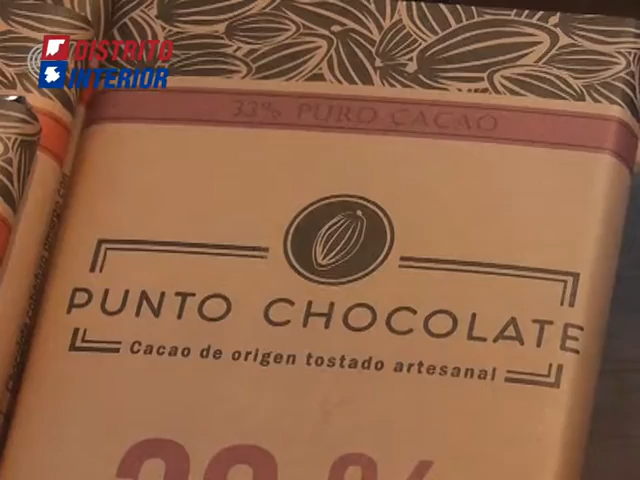 DISTRITO
INTERIOR
33% PURO CACAO
PUNTO CHOCOLATE
Cacao de origen tostado artesanal